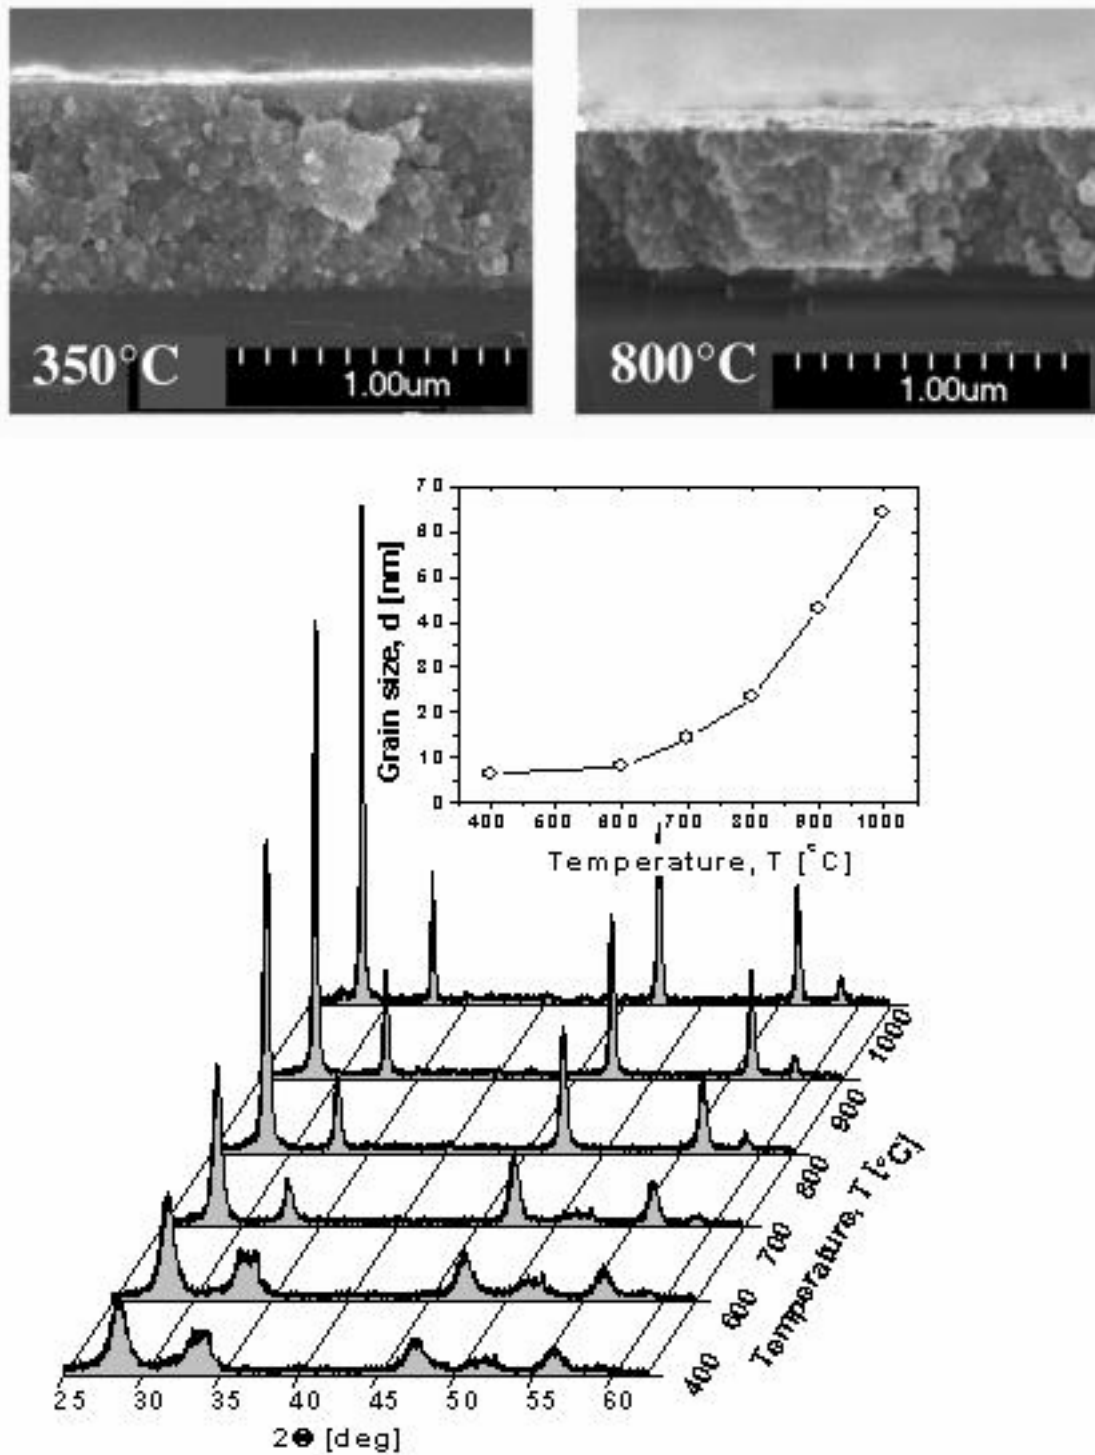 350°C
1.00um
800°C
1.00um
70
60
50
40
30
20
10
0
Grain size, d [nm]
400 500 600 700 800 900 1000
Temperature, T [°C]
1000
900
800
700
600
400
Temperature, T [°C]
25 30 35 40 45 50 55 60
2Θ [deg]